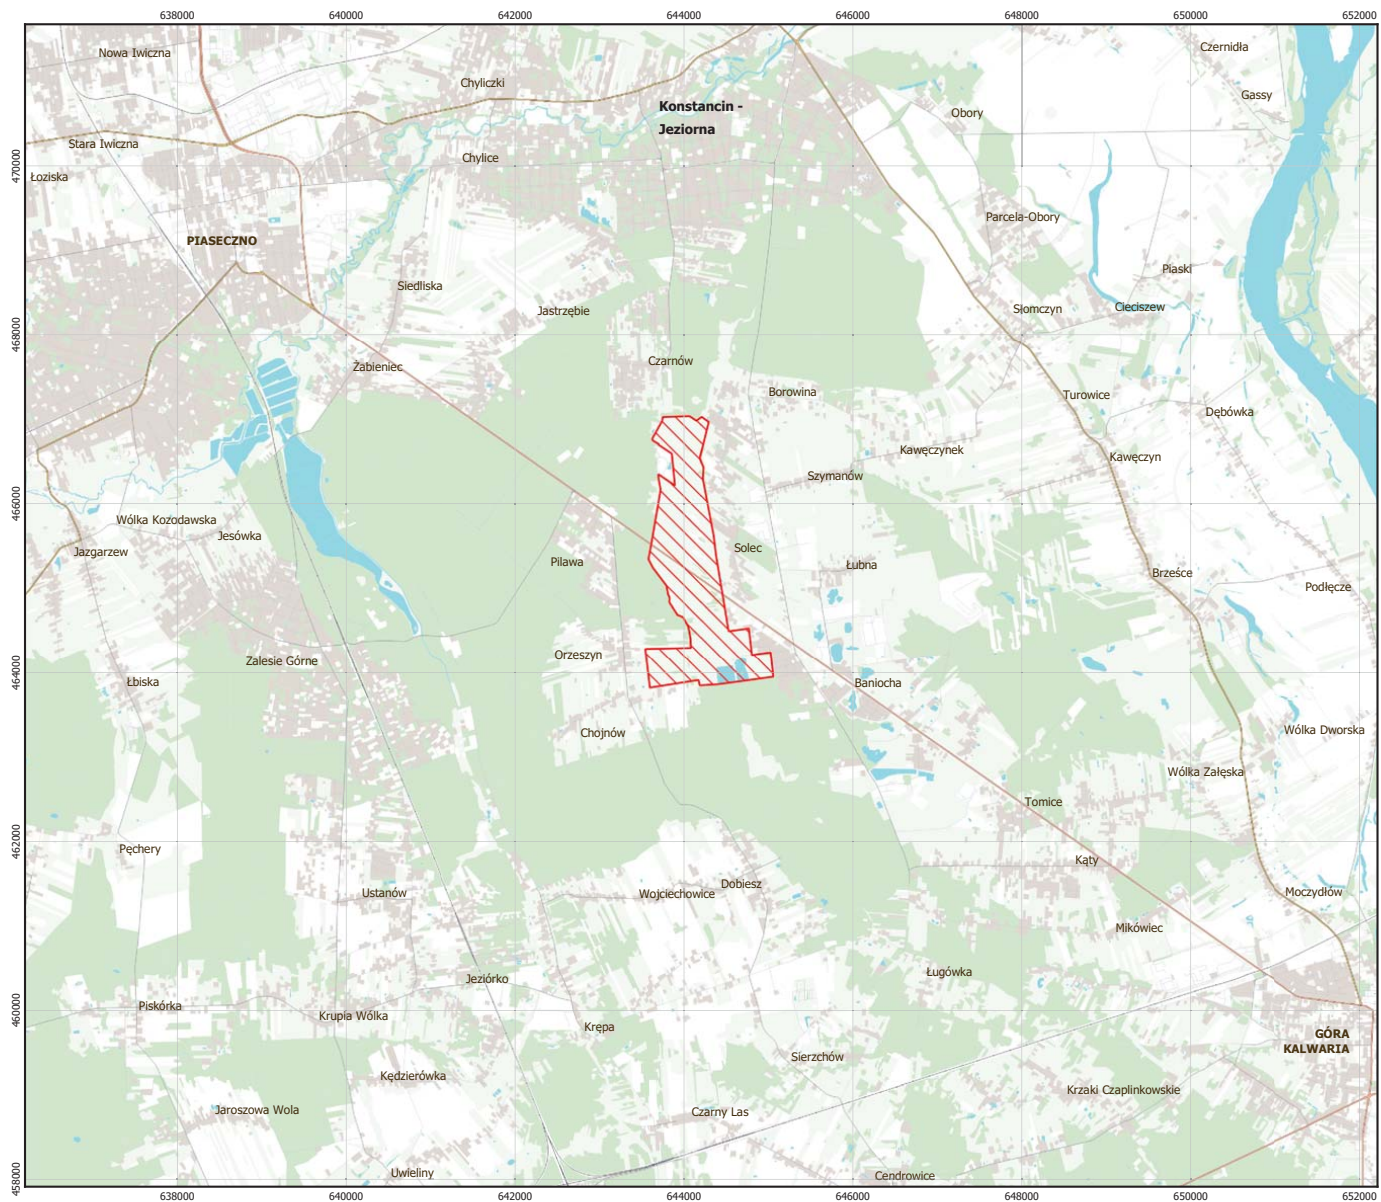 638000 640000 642000 644000 646000 648000 650000 652000
Nowa Iwiczna
Czernidła
Chyliczki
Gassy
Konstancin -
Jeziorna
Obory
Stara Iwiczna
Chylice
470000
Łoziska
Parcela-Obory
PIASECZNO
Piaski
Siedliska
Jastrzębie
Słomczyn
Cieciszew
468000
Żabieniec
Czarnów
Borowina
Turowice
Dębówka
Kawęczynek
Kawęczyn
Szymanów
466000
Wólka Kozodawska
Jesówka
Jazgarzew
Pilawa
Solec
Łubna
Brześce
Podłęcze
Orzeszyn
Zalesie Górne
464000
Łbiska
Baniocha
Chojnów
Wólka Dworska
Wólka Załęska
Tomice
462000
Pęchery
Kąty
Ustanów
Wojciechowice
Dobiesz
Moczydłów
Mikówiec
Jeziórko
Ługówka
460000
Piskórka
Krupia Wólka
Krępa
GÓRA
KALWARIA
Sierzchów
Kędzierówka
Krzaki Czaplinkowskie
Jaroszowa Wola
Czarny Las
458000
Uwieliny
Cendrowice
638000 640000 642000 644000 646000 648000 650000 652000